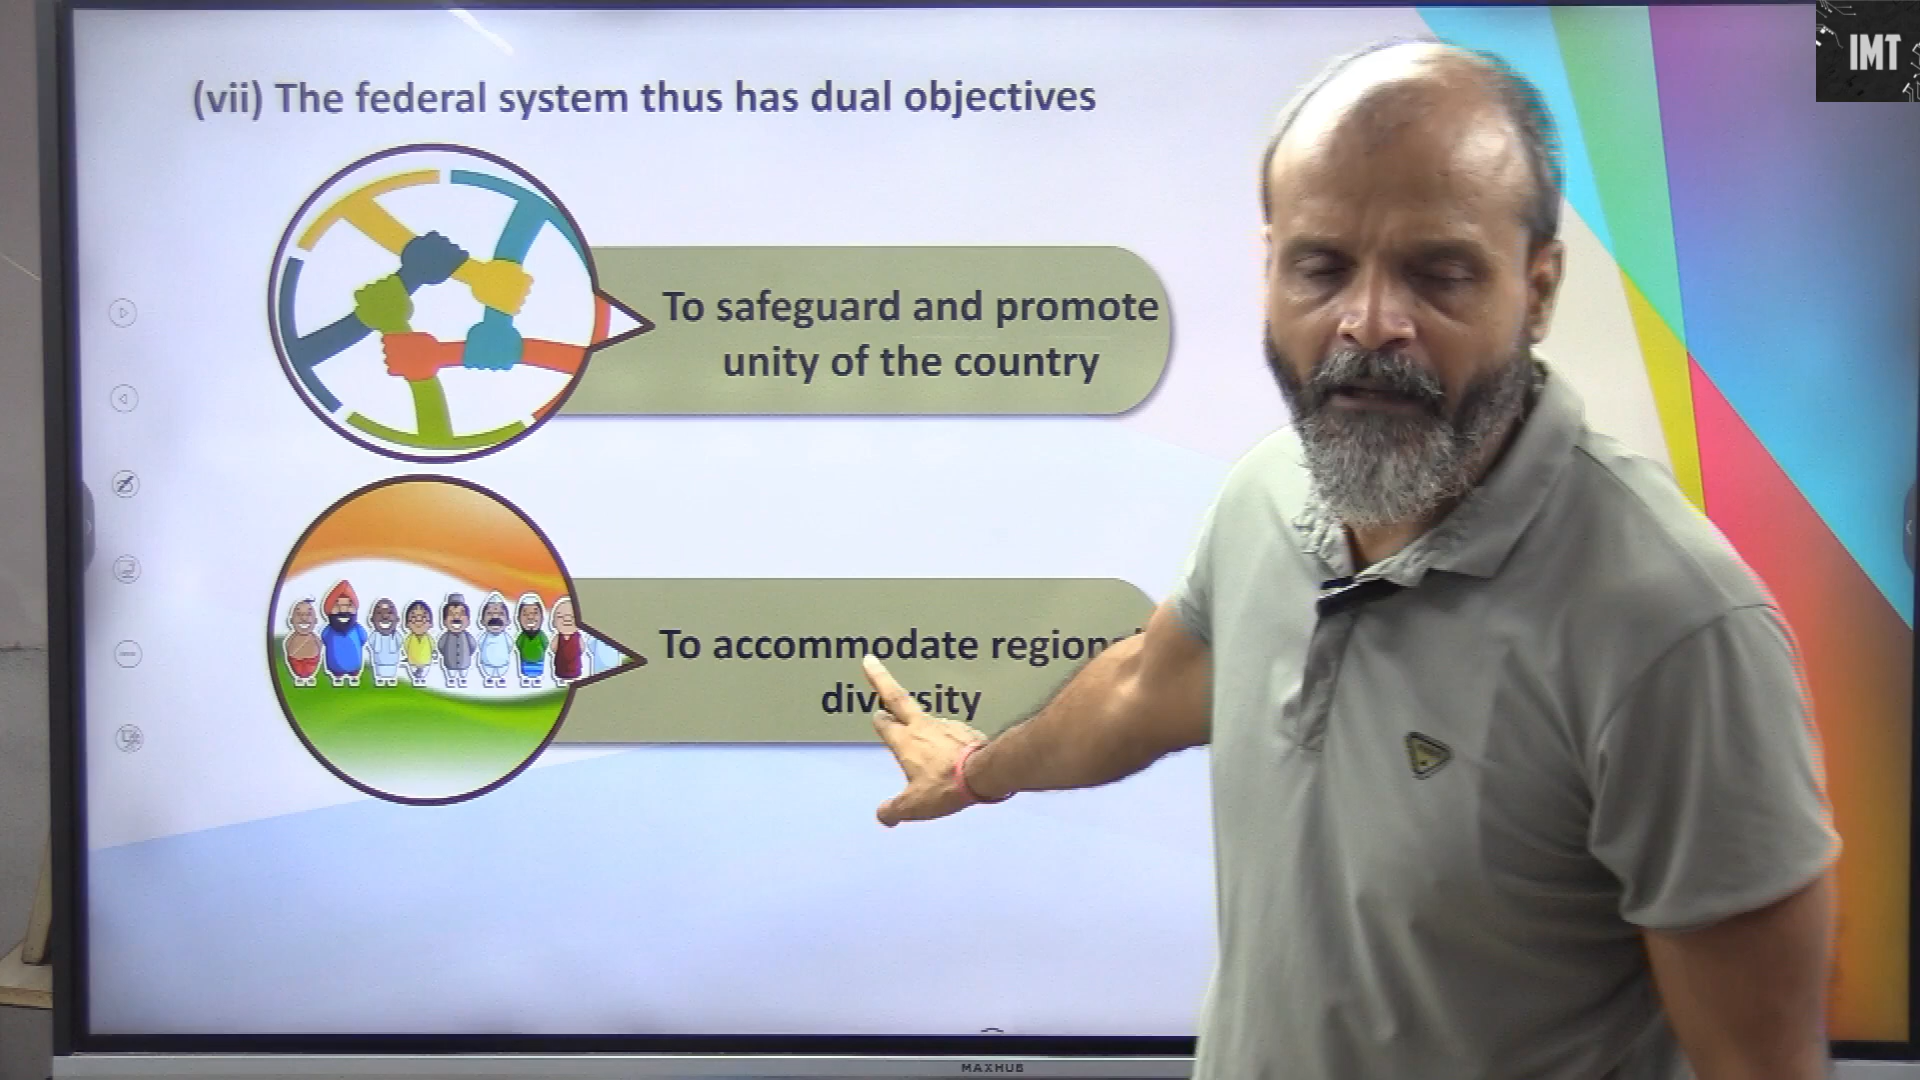 IMT
(vii) The federal system thus has dual objectives
To safeguard and promote
unity of the country
To accommodate
diversity
MAXHUB